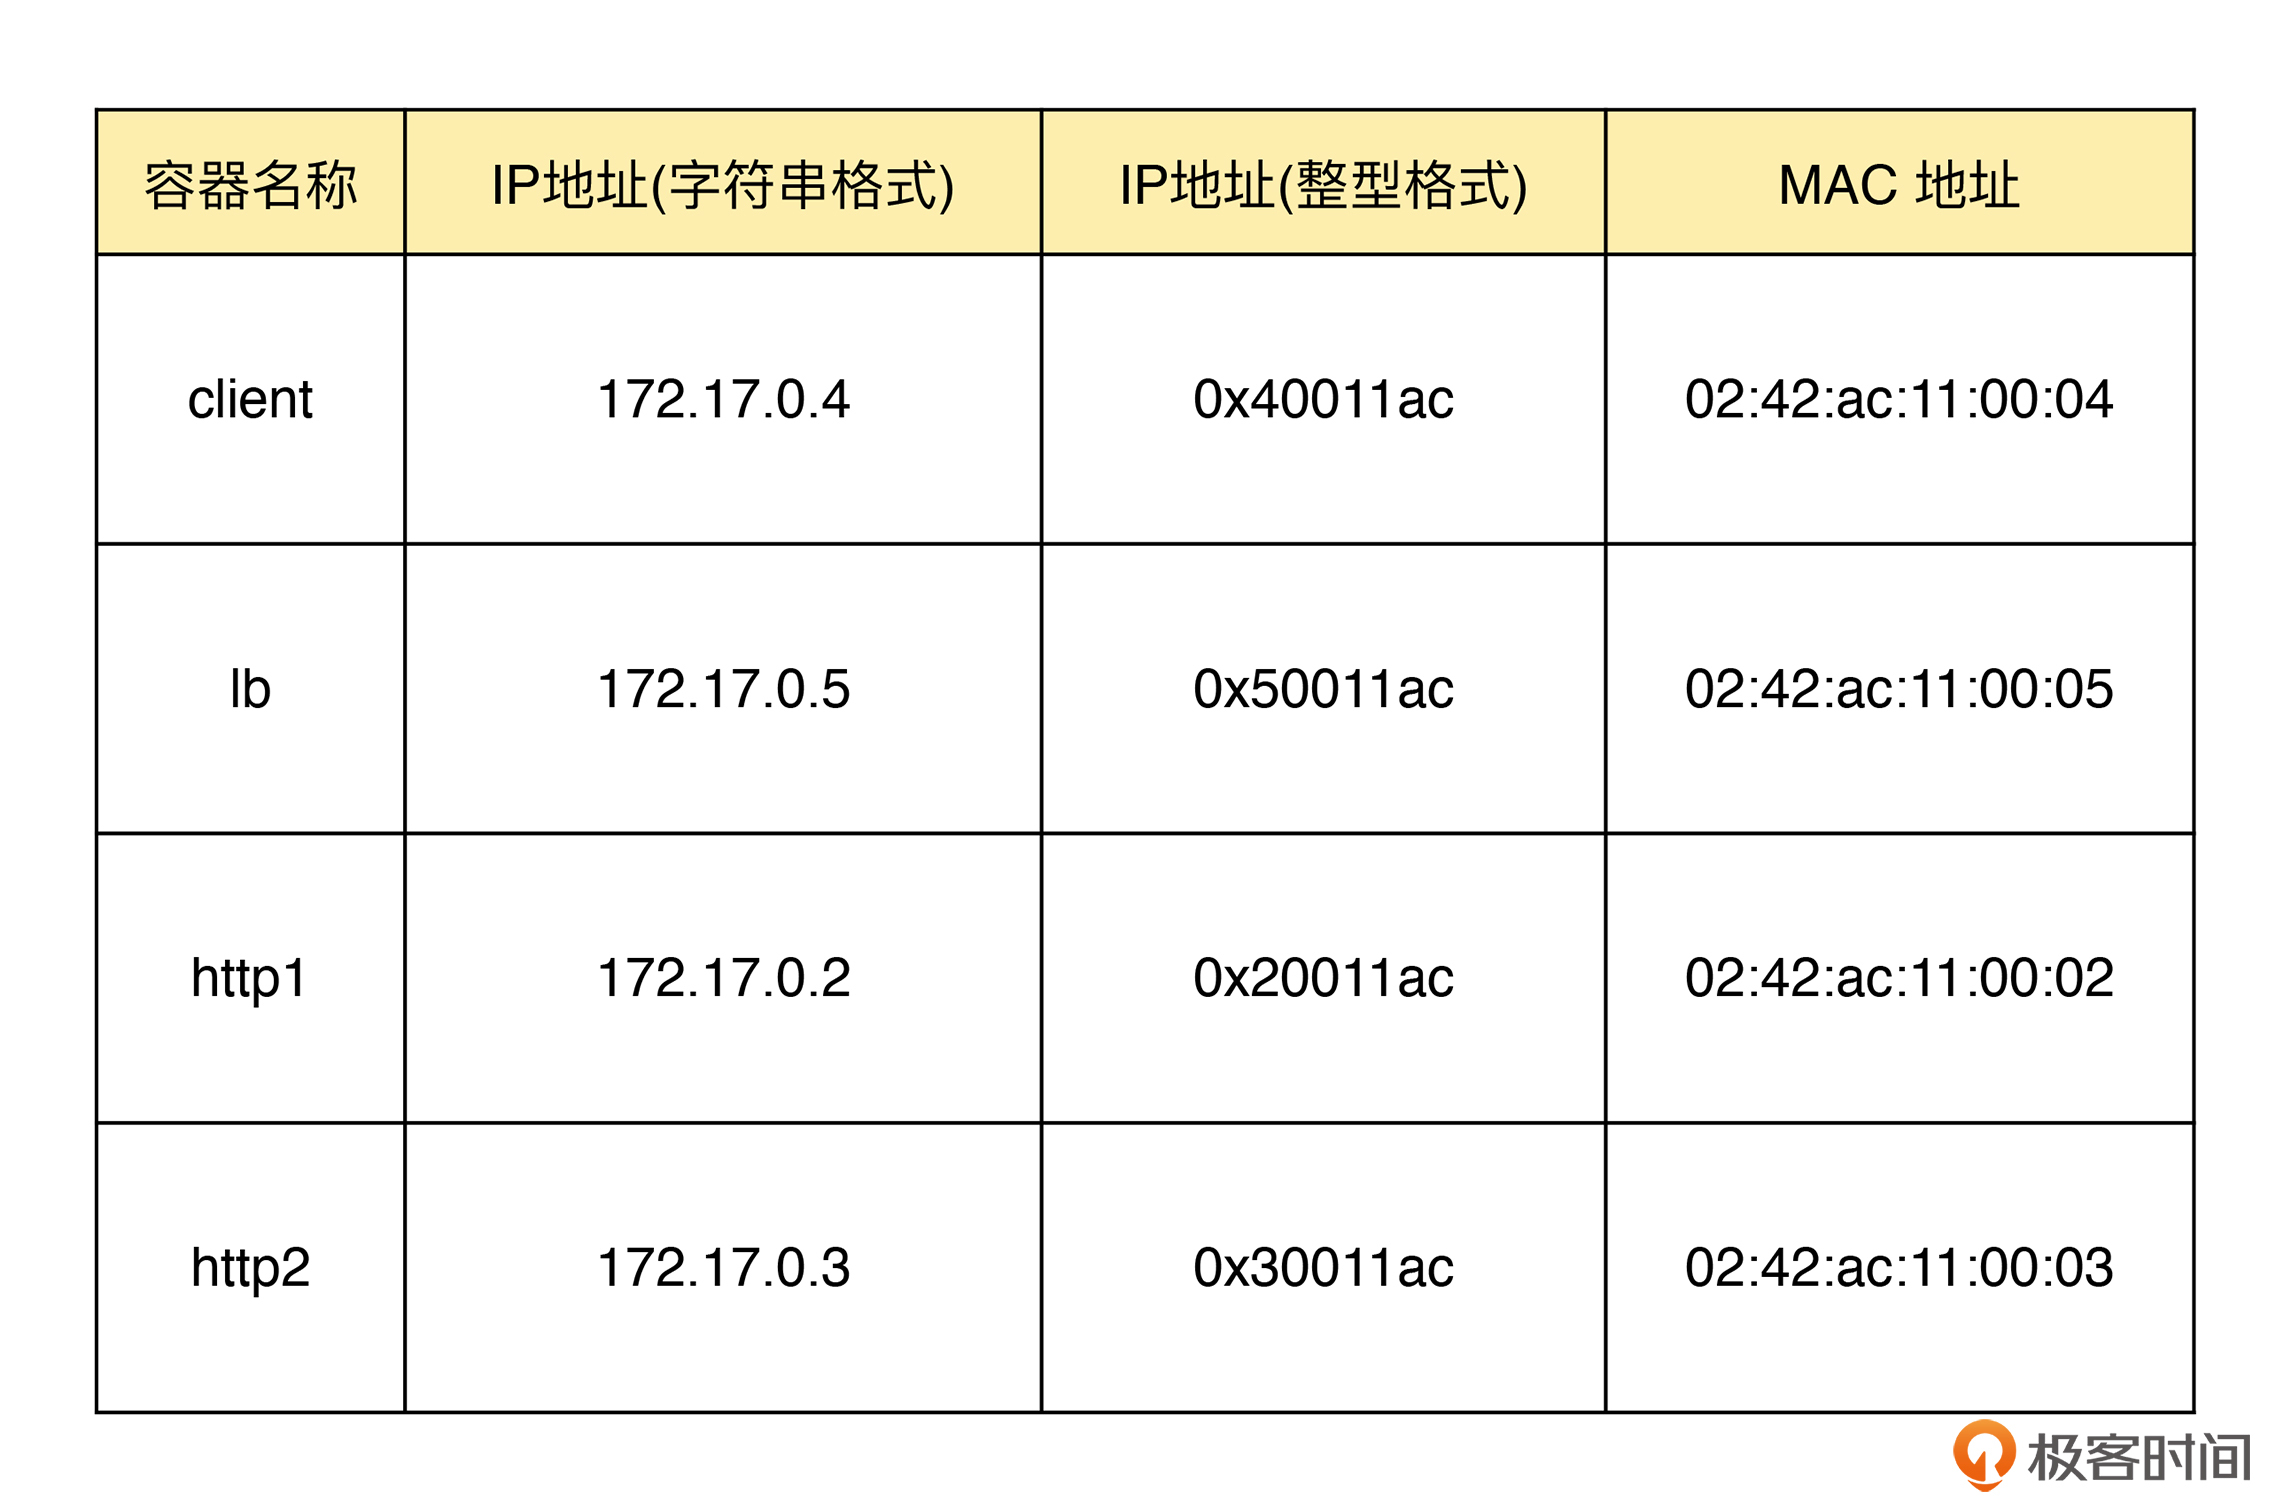 容器名称 IP地址(字符串格式) IP地址(整型格式) MAC 地址
client 172.17.0.4 0x40011ac 02:42:ac:11:00:04
lb 172.17.0.5 0x50011ac 02:42:ac:11:00:05
http1 172.17.0.2 0x20011ac 02:42:ac:11:00:02
http2 172.17.0.3 0x30011ac 02:42:ac:11:00:03
极客时间